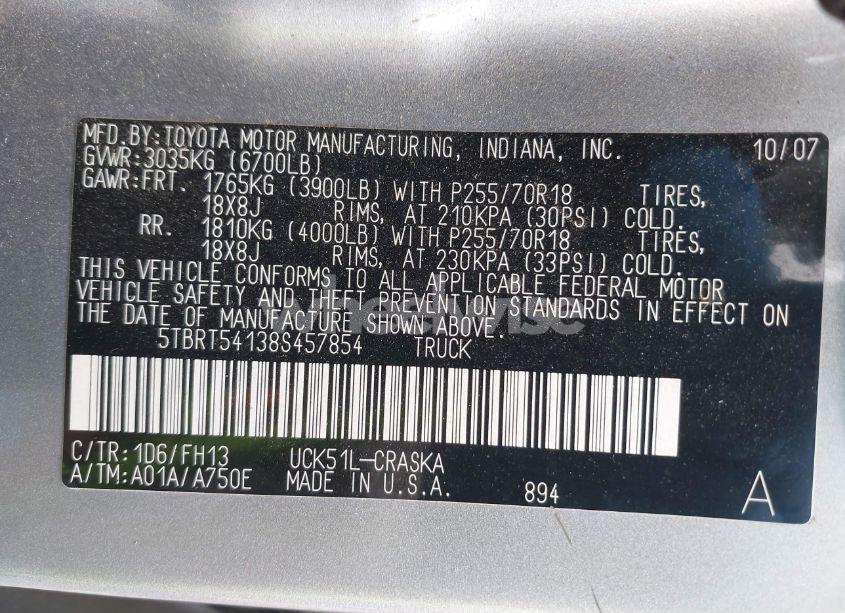 MFD.BY:TOYOTA MOTOR MANUFACTURING, INDIANA, INC. 10/07
GVWR:3035KG (6700LB)
GAWR:FRT. 1765KG (3900LB) WITH P255/70R18 TIRES,
18X8J RIMS, AT 210KPA (30PSI) COLD.
RR. 1810KG (4000LB) WITH P255/70R18 TIRES,
18X8J RIMS, AT 230KPA (33PSI) COLD.
THIS VEHICLE CONFORMS TO ALL APPLICABLE FEDERAL MOTOR
VEHICLE SAFETY AND THEFT PREVENTION STANDARDS IN EFFECT ON
THE DATE OF MANUFACTURE SHOWN ABOVE.
5TBRT54138S457854 TRUCK
C/TR:1D6/FH13 UCK51L-CRASKA
A/TM:A01A/A750E MADE IN U.S.A. 894 A